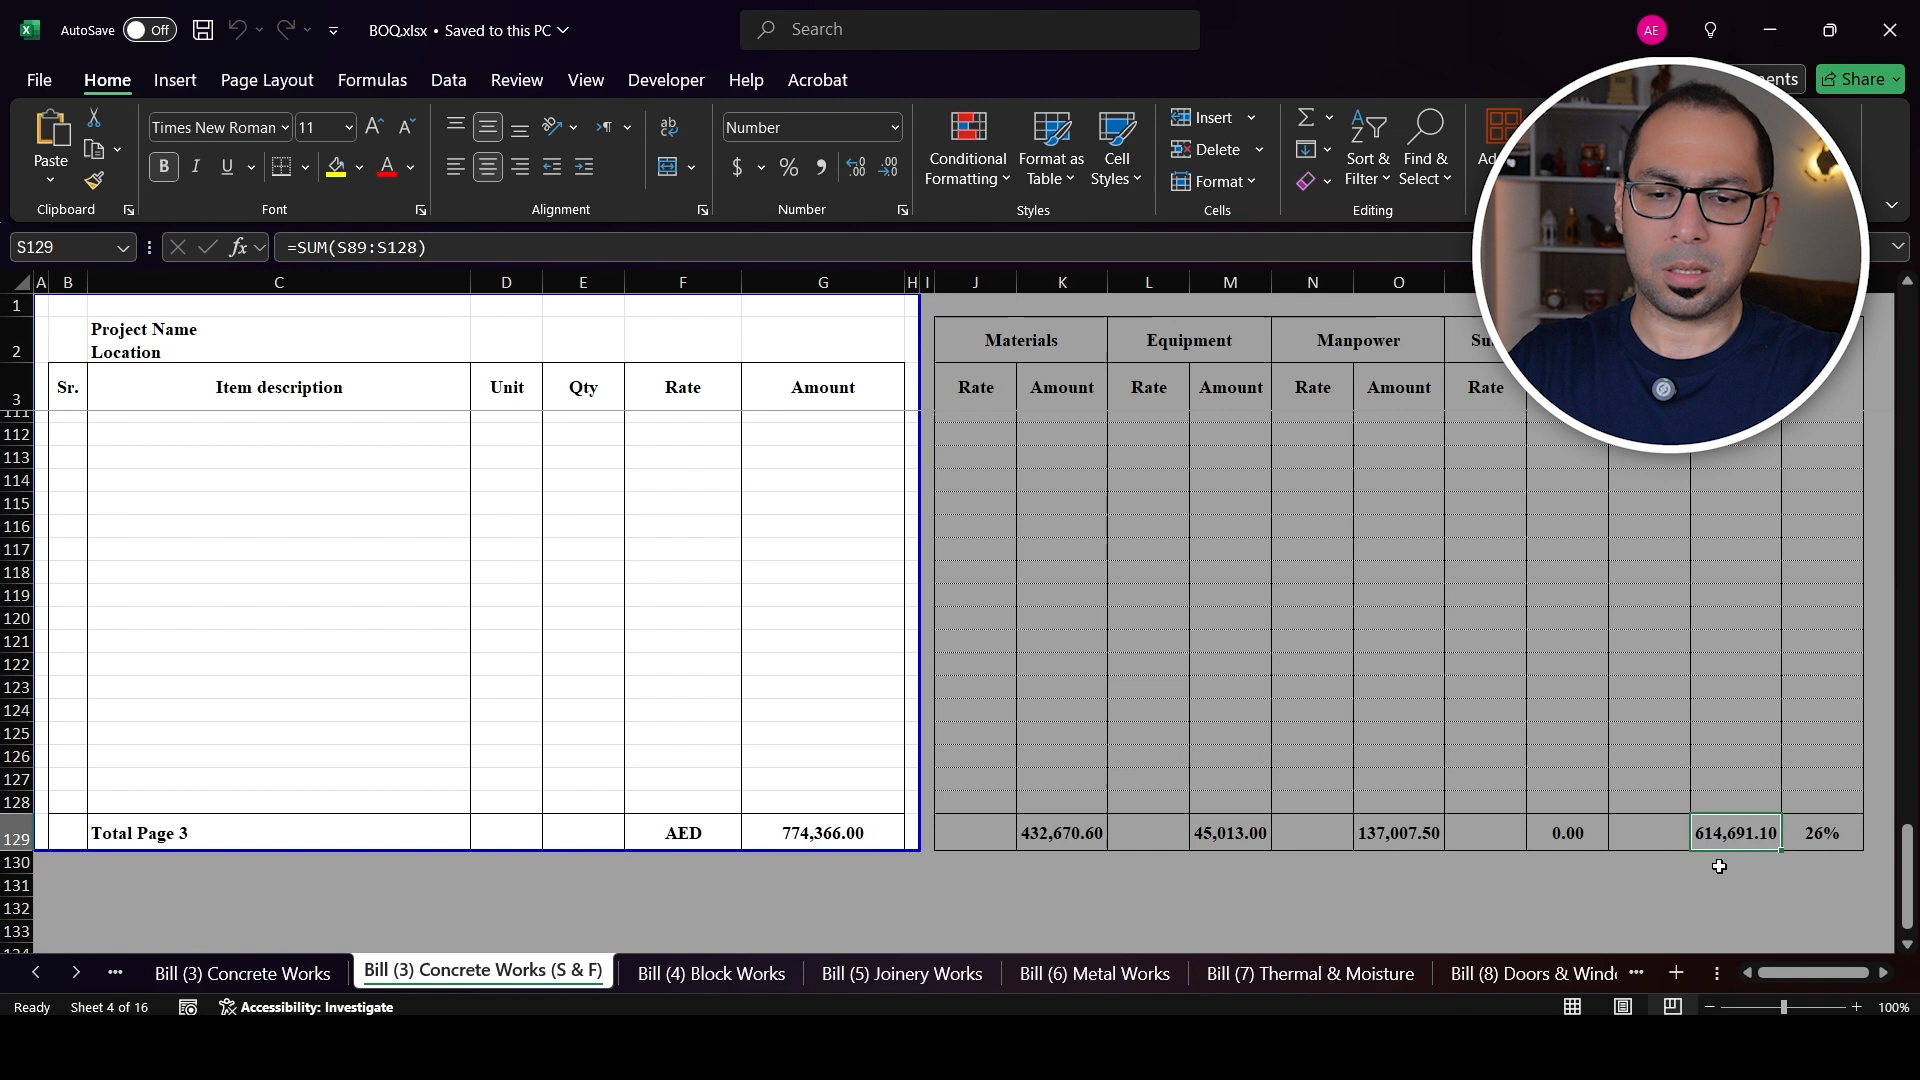 AutoSave Off BOQ.xlsx • Saved to this PC Search AE
File Home Insert Page Layout Formulas Data Review View Developer Help Acrobat Share
Paste Times New Roman 11 Number Conditional Formatting Format as Table Cell Styles Insert Delete Format Sort & Filter Find & Select
Clipboard Font Alignment Number Styles Cells Editing
S129 fx =SUM(S89:S128)
A B C D E F G H I J K L M N O
1
Project Name
Location
2 Materials Equipment Manpower
3 Sr. Item description Unit Qty Rate Amount Rate Amount Rate Amount Rate Amount Rate
111
112
113
114
115
116
117
118
119
120
121
122
123
124
125
126
127
128
129 Total Page 3 AED 774,366.00 432,670.60 45,013.00 137,007.50 0.00 614,691.10 26%
130
131
132
133
Bill (3) Concrete Works Bill (3) Concrete Works (S & F) Bill (4) Block Works Bill (5) Joinery Works Bill (6) Metal Works Bill (7) Thermal & Moisture Bill (8) Doors &
Ready Sheet 4 of 16 Accessibility: Investigate 100%